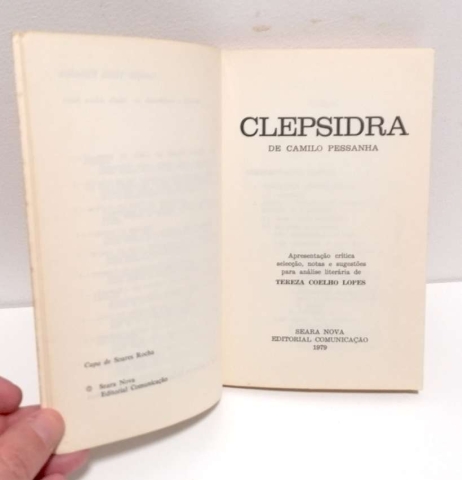 Capa de Soares Rocha
© Seara Nova
Editorial Comunicação
CLEPSIDRA
DE CAMILO PESSANHA
Apresentação crítica
selecção, notas e sugestões
para análise literária de
TEREZA COELHO LOPES
SEARA NOVA
EDITORIAL COMUNICAÇÃO
1979